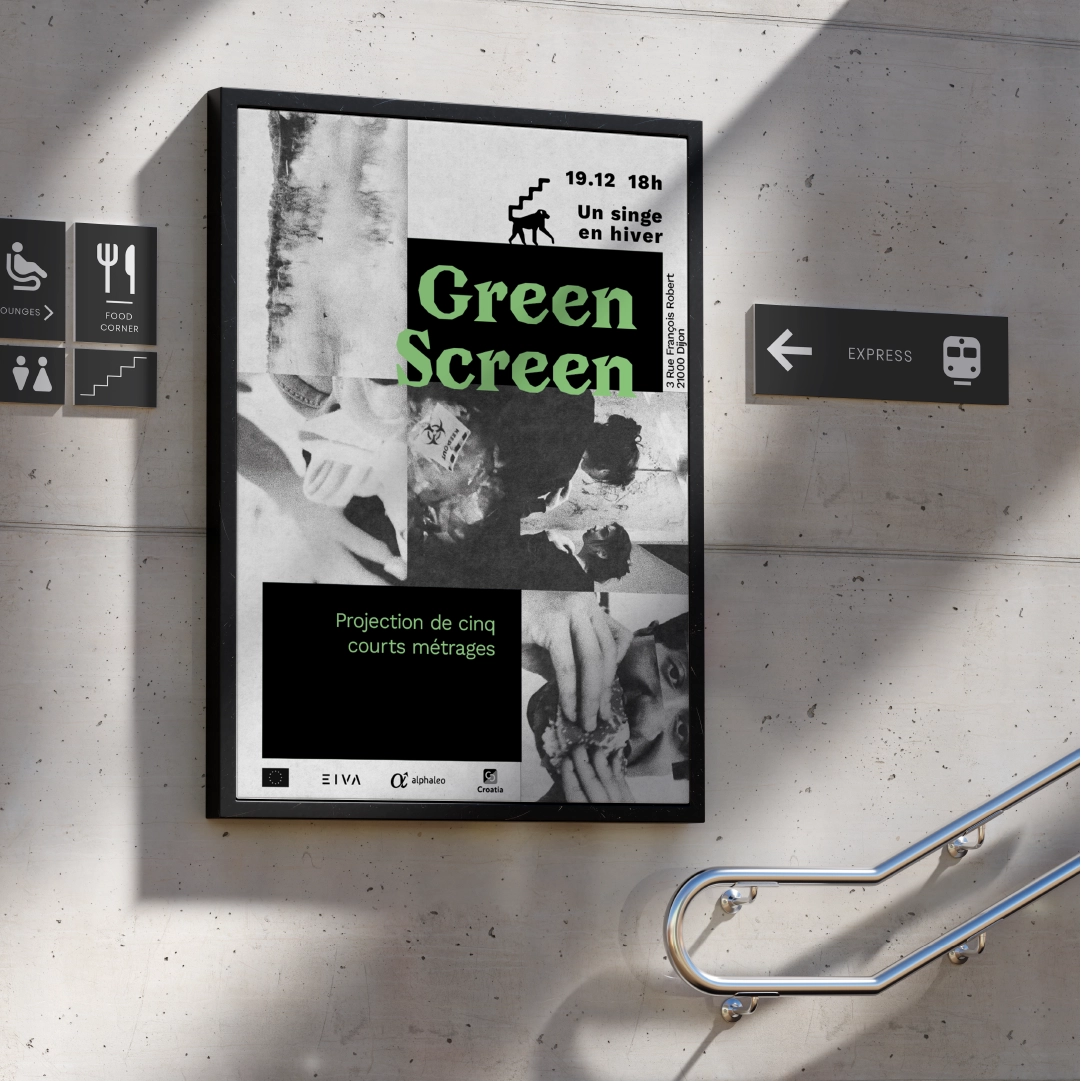 OUNGES
FOOD
CORNER
19.12 18h
Un singe
en hiver
Green
Screen
3 Rue François Robert
21000 Dijon
EXPRESS
Projection de cinq
courts métrages
EIVA
alphaleo
Croatia